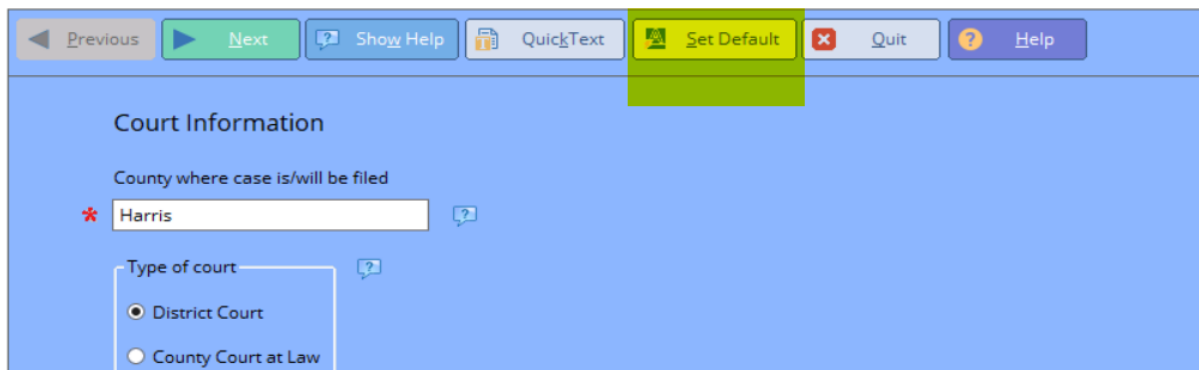 Previous Next Show Help QuickText Set Default Quit Help
Court Information
County where case is/will be filed
* Harris
Type of court
District Court
County Court at Law